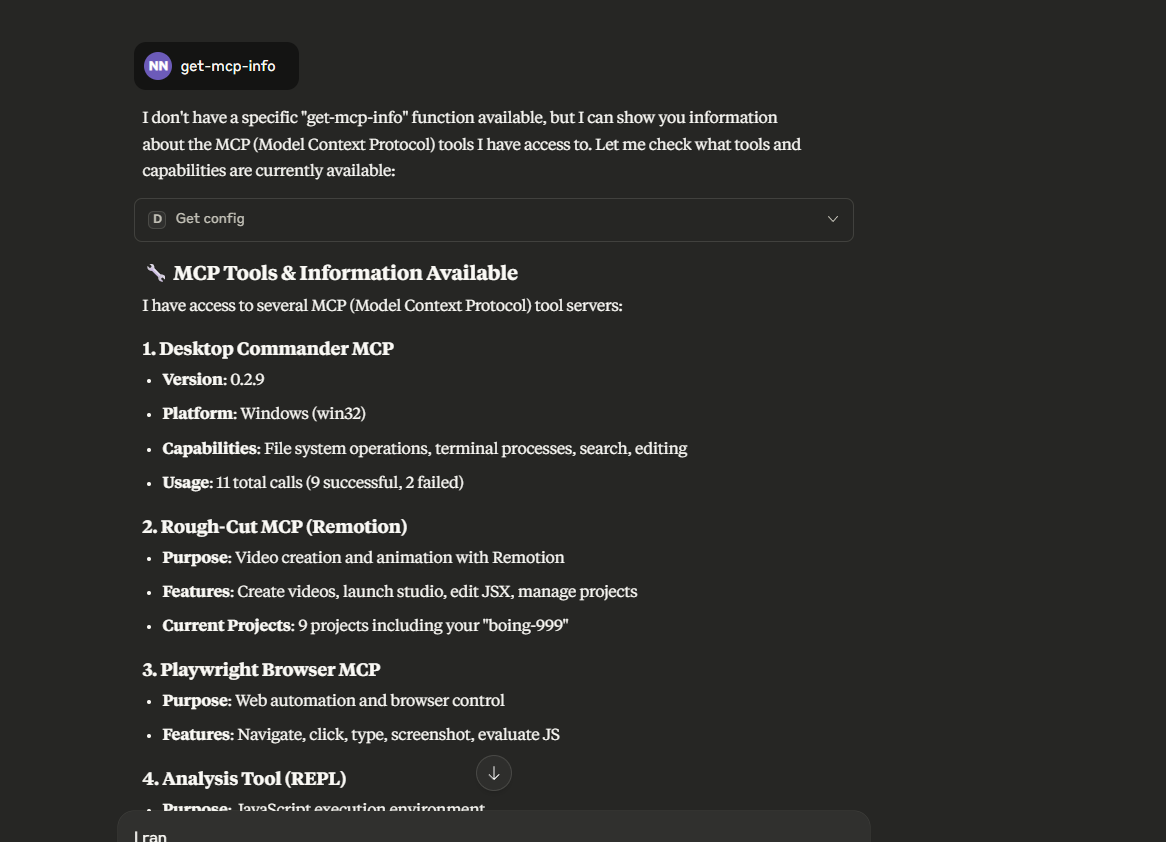 NN get-mcp-info
I don't have a specific "get-mcp-info" function available, but I can show you information
about the MCP (Model Context Protocol) tools I have access to. Let me check what tools and
capabilities are currently available:
D Get config
🔧 MCP Tools & Information Available
I have access to several MCP (Model Context Protocol) tool servers:
1. Desktop Commander MCP
• Version: 0.2.9
• Platform: Windows (win32)
• Capabilities: File system operations, terminal processes, search, editing
• Usage: 11 total calls (9 successful, 2 failed)
2. Rough-Cut MCP (Remotion)
• Purpose: Video creation and animation with Remotion
• Features: Create videos, launch studio, edit JSX, manage projects
• Current Projects: 9 projects including your "boing-999"
3. Playwright Browser MCP
• Purpose: Web automation and browser control
• Features: Navigate, click, type, screenshot, evaluate JS
4. Analysis Tool (REPL)
• Purpose: JavaScript execution environment
I ran